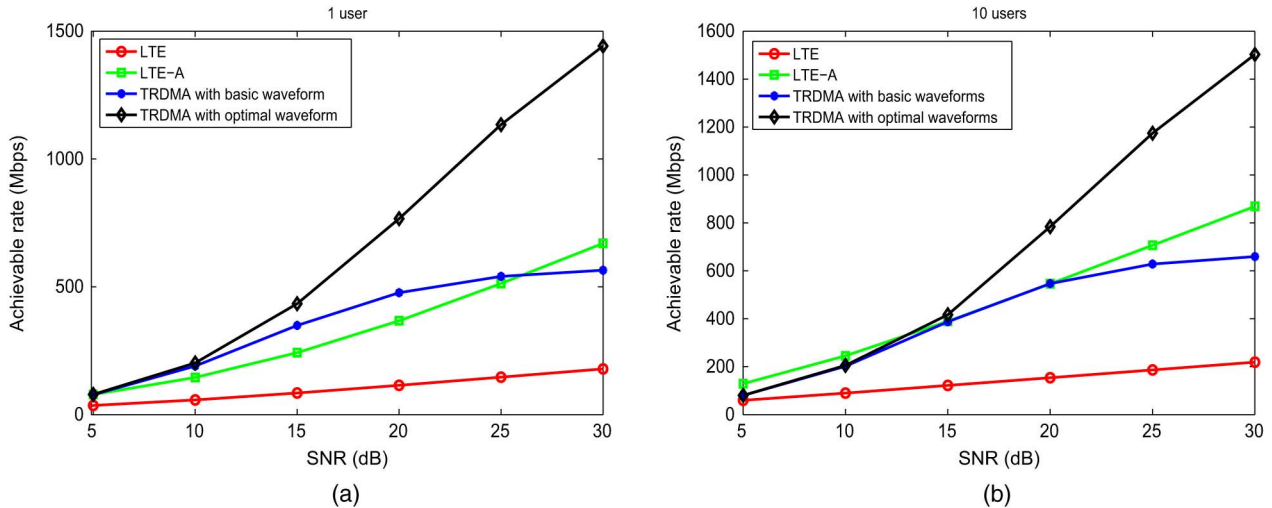 1 user
1500
1000
500
0
5 10 15 20 25 30
Achievable rate (Mbps)
SNR (dB)
LTE
LTE−A
TRDMA with basic waveform
TRDMA with optimal waveform
(a)
10 users
1600
1400
1200
1000
800
600
400
200
0
5 10 15 20 25 30
Achievable rate (Mbps)
SNR (dB)
LTE
LTE−A
TRDMA with basic waveforms
TRDMA with optimal waveforms
(b)